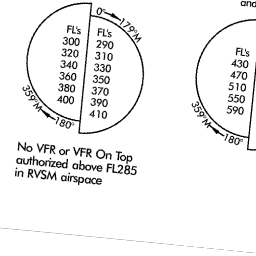 and
0° 179°M
FL's
300
320
340
360
380
400
FL's
290
310
330
350
370
390
410
359°M 180°
FL's
430
470
510
550
590
359°M 180°
No VFR or VFR On Top
authorized above FL285
in RVSM airspace